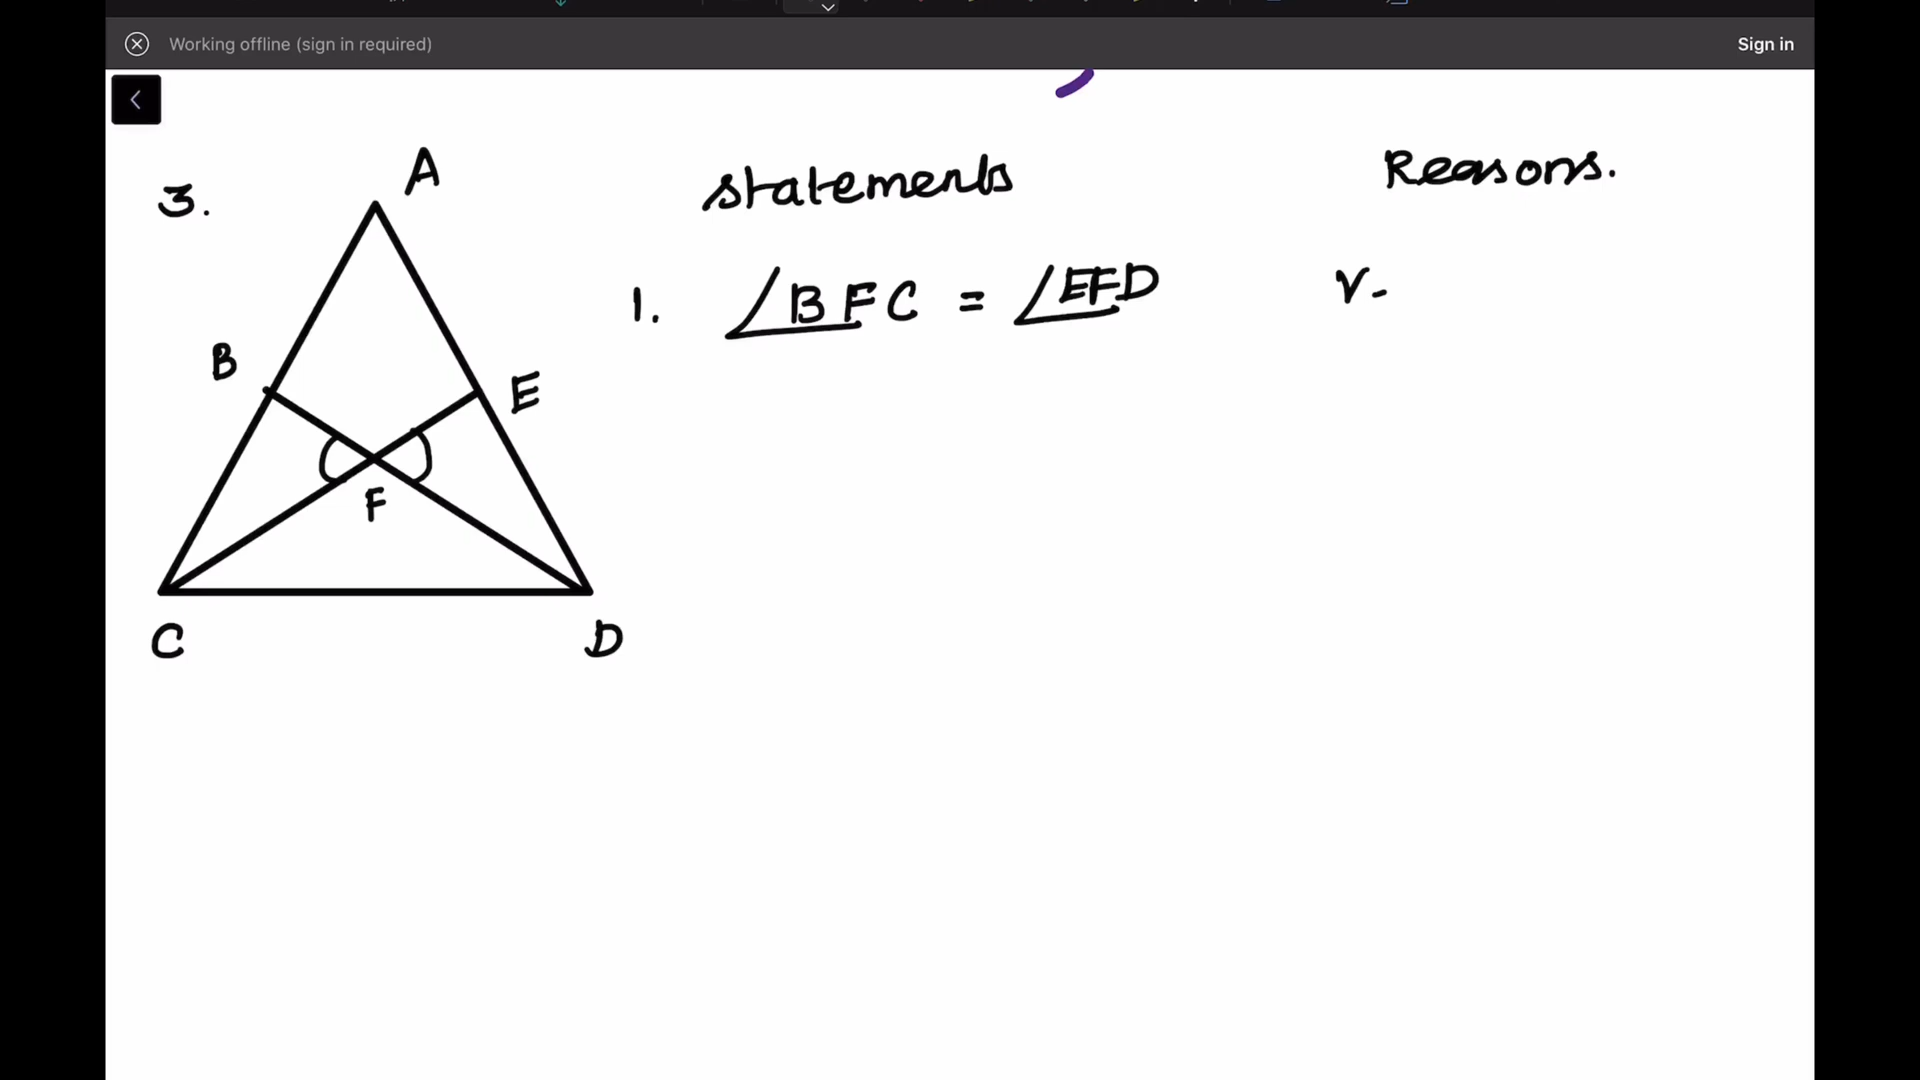 Working offline (sign in required)
Sign in
3.
A
B
E
F
C
D
statements
Reasons.
1. ∠BFC = ∠EFD
V-